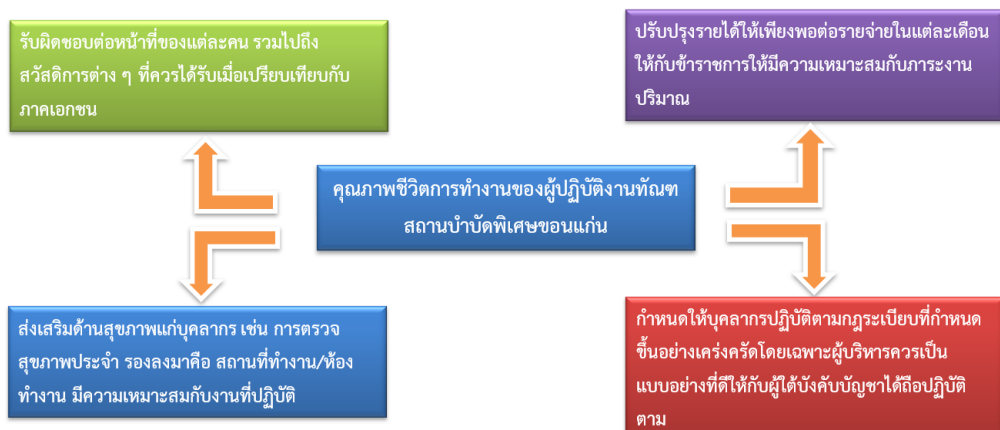 รับผิดชอบต่อหน้าที่ของแต่ละคน รวมไปถึง
สวัสดิการต่าง ๆ ที่ควรได้รับเมื่อเปรียบเทียบกับ
ภาคเอกชน
ปรับปรุงรายได้ให้เพียงพอต่อรายจ่ายในแต่ละเดือน
ให้กับข้าราชการให้มีความเหมาะสมกับภาระงาน
ปริมาณ
คุณภาพชีวิตการทำงานของผู้ปฏิบัติงานทัณฑ
สถานบำบัดพิเศษขอนแก่น
ส่งเสริมด้านสุขภาพแก่บุคลากร เช่น การตรวจ
สุขภาพประจำ รองลงมาคือ สถานที่ทำงาน/ห้อง
ทำงาน มีความเหมาะสมกับงานที่ปฏิบัติ
กำหนดให้บุคลากรปฏิบัติตามกฎระเบียบที่กำหนด
ขึ้นอย่างเคร่งครัดโดยเฉพาะผู้บริหารควรเป็น
แบบอย่างที่ดีให้กับผู้ใต้บังคับบัญชาได้ถือปฏิบัติ
ตาม